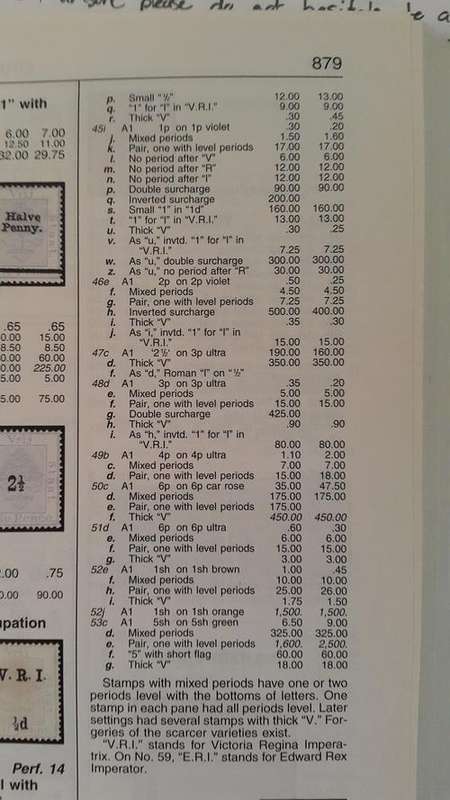 879
1" with
6.00 7.00
12.50 11.00
32.00 29.75
Halve
Penny.
.65 .65
0.00 15.00
8.50 8.50
0.00 60.00
0.00 225.00
5.00 5.00
5.00 75.00
2½
2.00 .75
0.00 90.00
upation
V. R. I.
½d
Perf. 14
l with
p. Small "½" 12.00 13.00
q. "1" for "I" in "V.R.I." 9.00 9.00
r. Thick "V" .30 .45
45i A1 1p on 1p violet .30 .20
j. Mixed periods 1.50 1.60
k. Pair, one with level periods 17.00 17.00
l. No period after "V" 6.00 6.00
m. No period after "R" 12.00 12.00
n. No period after "I" 12.00 12.00
p. Double surcharge 90.00 90.00
q. Inverted surcharge 200.00
s. Small "1" in "1d" 160.00 160.00
t. "1" for "I" in "V.R.I." 13.00 13.00
u. Thick "V" .30 .25
v. As "u," invtd. "1" for "I" in
"V.R.I." 7.25 7.25
w. As "u," double surcharge 300.00 300.00
z. As "u," no period after "R" 30.00 30.00
46e A1 2p on 2p violet .50 .25
f. Mixed periods 4.50 4.50
g. Pair, one with level periods 7.25 7.25
h. Inverted surcharge 500.00 400.00
i. Thick "V" .35 .30
j. As "i," invtd. "1" for "I" in
"V.R.I." 15.00 15.00
47c A1 '2½' on 3p ultra 190.00 160.00
d. Thick "V" 350.00 350.00
f. As "d," Roman "I" on "½"
48d A1 3p on 3p ultra .35 .20
e. Mixed periods 5.00 5.00
f. Pair, one with level periods 15.00 15.00
g. Double surcharge 425.00
h. Thick "V" .90 .90
i. As "h," invtd. "1" for "I" in
"V.R.I." 80.00 80.00
49b A1 4p on 4p ultra 1.10 2.00
c. Mixed periods 7.00 7.00
d. Pair, one with level periods 15.00 18.00
50c A1 6p on 6p car rose 35.00 47.50
d. Mixed periods 175.00 175.00
e. Pair, one with level periods 175.00
f. Thick "V" 450.00 450.00
51d A1 6p on 6p ultra .60 .30
e. Mixed periods 6.00 6.00
f. Pair, one with level periods 15.00 15.00
g. Thick "V" 3.00 3.00
52e A1 1sh on 1sh brown 1.00 .45
f. Mixed periods 10.00 10.00
h. Pair, one with level periods 25.00 26.00
i. Thick "V" 1.75 1.50
52j A1 1sh on 1sh orange 1,500. 1,500.
53c A1 5sh on 5sh green 6.50 9.00
d. Mixed periods 325.00 325.00
e. Pair, one with level periods 1,600. 2,500.
f. "5" with short flag 60.00 60.00
g. Thick "V" 18.00 18.00
Stamps with mixed periods have one or two
periods level with the bottoms of letters. One
stamp in each pane had all periods level. Later
settings had several stamps with thick "V." For-
geries of the scarcer varieties exist.
"V.R.I." stands for Victoria Regina Impera-
trix. On No. 59, "E.R.I." stands for Edward Rex
Imperator.